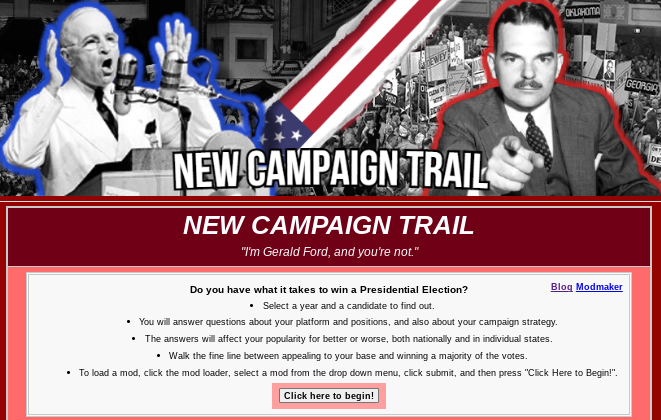 OKLAHOMA
DEWEY
GEORGIA
NEW CAMPAIGN TRAIL
NEW CAMPAIGN TRAIL
"I'm Gerald Ford, and you're not."
Do you have what it takes to win a Presidential Election?
Blog Modmaker
• Select a year and a candidate to find out.
• You will answer questions about your platform and positions, and also about your campaign strategy.
• The answers will affect your popularity for better or worse, both nationally and in individual states.
• Walk the fine line between appealing to your base and winning a majority of the votes.
• To load a mod, click the mod loader, select a mod from the drop down menu, click submit, and then press "Click Here to Begin!".
Click here to begin!